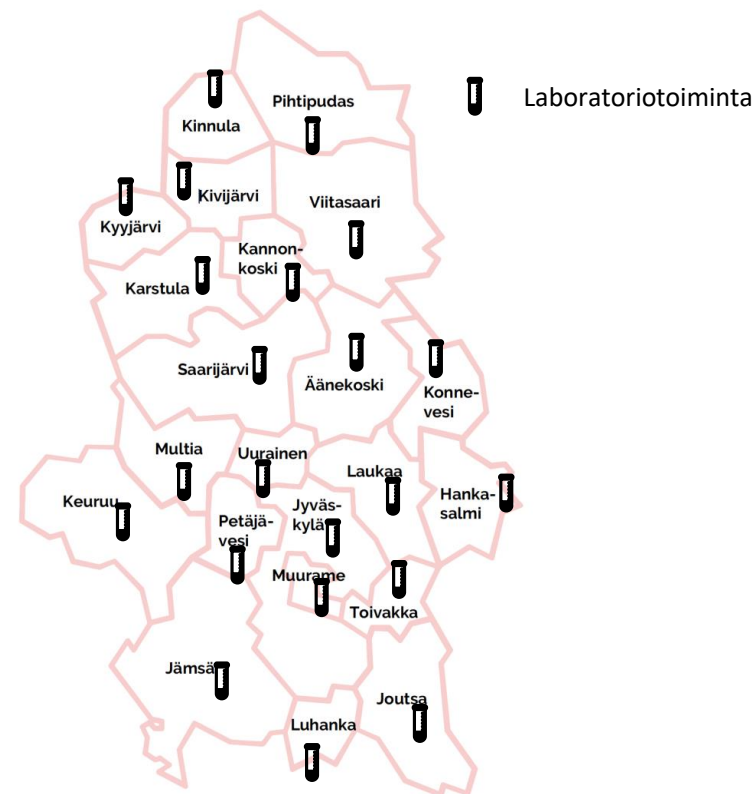 Laboratoriotoiminta
Pihtipudas
Kinnula
Kivijärvi
Viitasaari
Kyyjärvi
Kannon-
koski
Karstula
Saarijärvi
Äänekoski
Konne-
vesi
Multia
Uurainen
Laukaa
Keuruu
Hanka-
salmi
Jyväs-
kylä
Petäjä-
vesi
Muurame
Toivakka
Jämsä
Joutsa
Luhanka